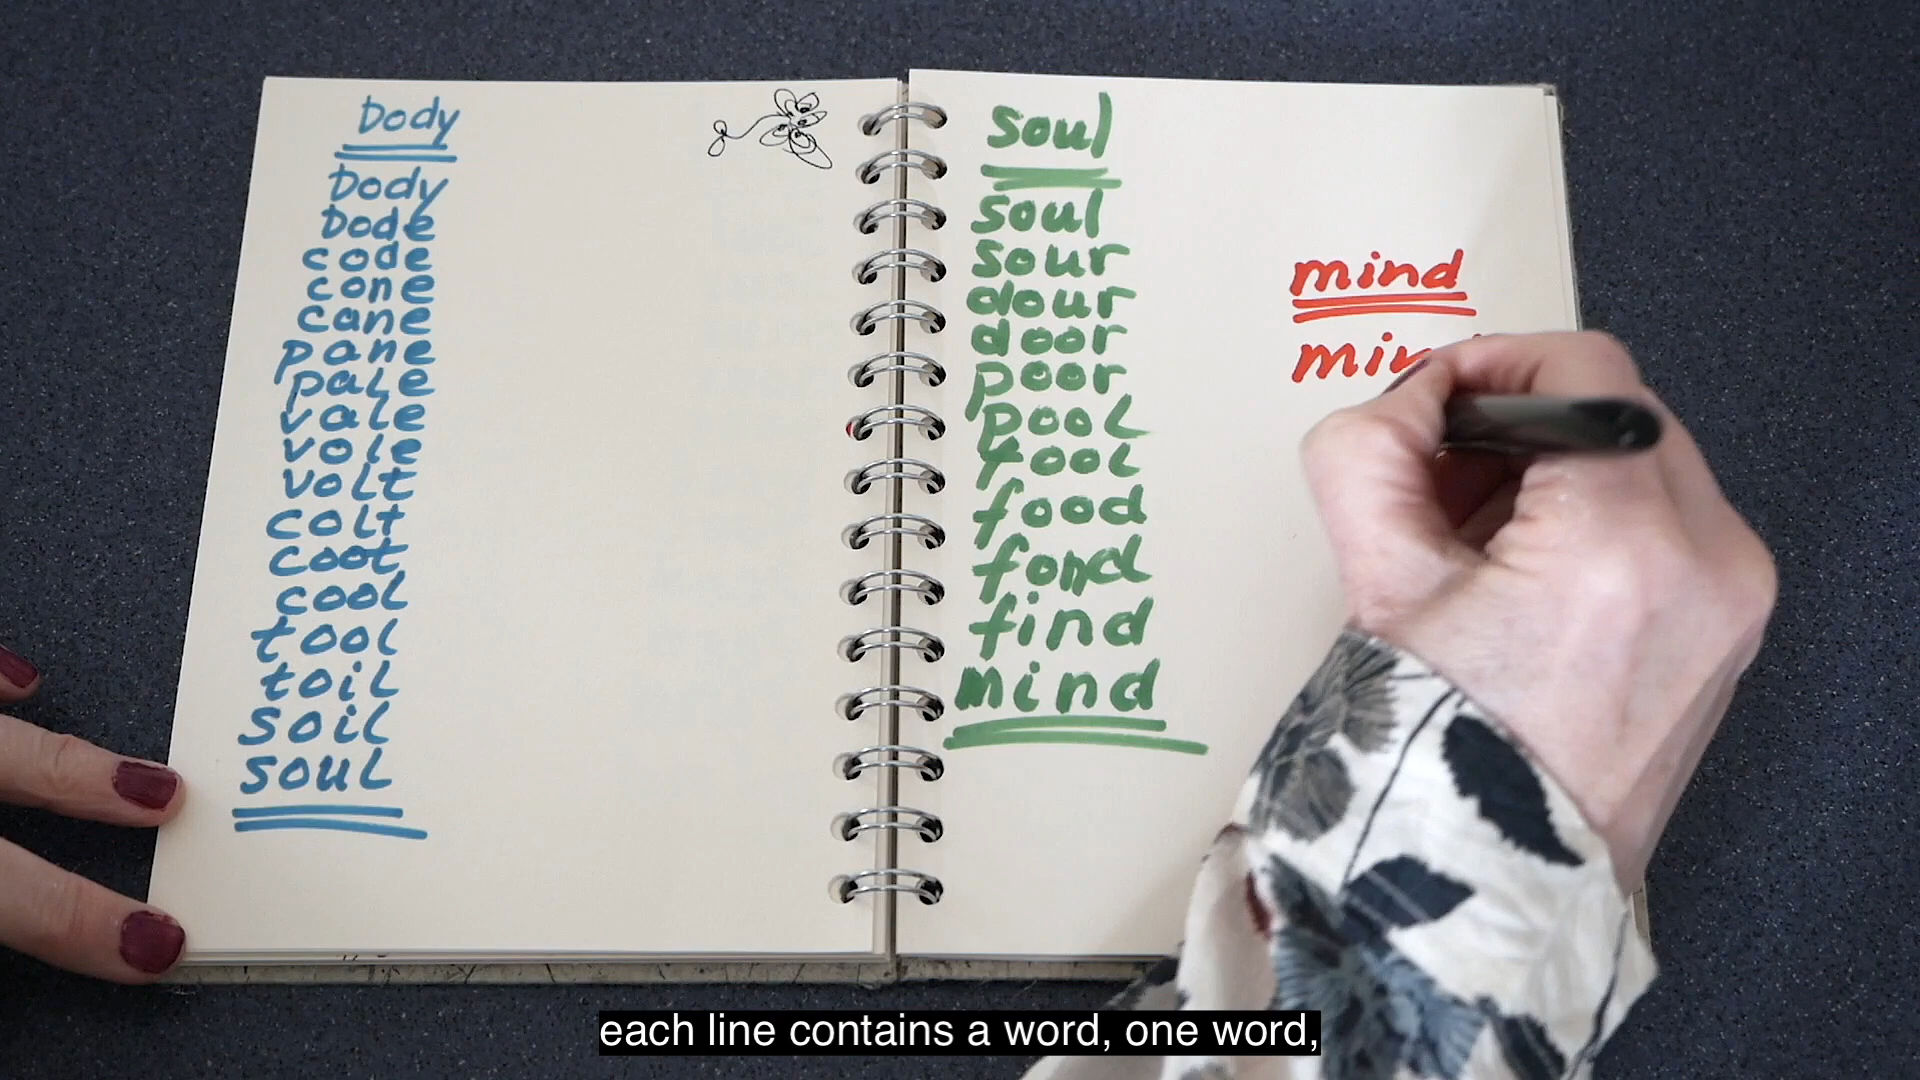 body
body
bode
code
cone
cane
pane
pale
vale
vole
volt
colt
coot
cool
tool
toil
soil
soul
soul
soul
sour
dour
door
poor
pool
fool
food
fond
find
mind
mind
each line contains a word, one word,